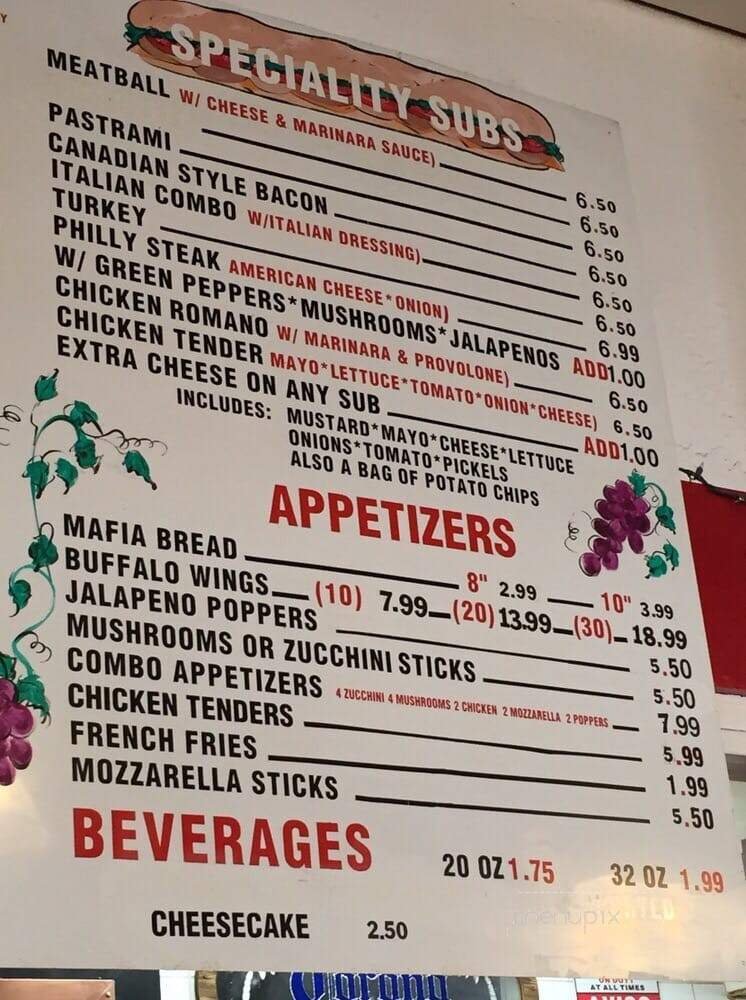 SPECIALITY SUBS
MEATBALL W/ CHEESE & MARINARA SAUCE) 6.50
6.50
PASTRAMI 6.50
CANADIAN STYLE BACON 6.50
ITALIAN COMBO W/ITALIAN DRESSING) 6.50
TURKEY 6.50
PHILLY STEAK AMERICAN CHEESE*ONION) 6.99
W/ GREEN PEPPERS*MUSHROOMS*JALAPENOS ADD1.00
CHICKEN ROMANO W/ MARINARA & PROVOLONE) 6.50
CHICKEN TENDER MAYO*LETTUCE*TOMATO*ONION*CHEESE) 6.50
EXTRA CHEESE ON ANY SUB ADD1.00
INCLUDES: MUSTARD*MAYO*CHEESE*LETTUCE
ONIONS*TOMATO*PICKELS
ALSO A BAG OF POTATO CHIPS
APPETIZERS
MAFIA BREAD 8" 2.99 10" 3.99
BUFFALO WINGS (10) 7.99 (20) 13.99 (30) 18.99
JALAPENO POPPERS 5.50
MUSHROOMS OR ZUCCHINI STICKS 5.50
COMBO APPETIZERS 4 ZUCCHINI 4 MUSHROOMS 2 CHICKEN 2 MOZZARELLA 2 POPPERS 7.99
CHICKEN TENDERS 5.99
FRENCH FRIES 1.99
MOZZARELLA STICKS 5.50
BEVERAGES 20 OZ 1.75 32 OZ 1.99
CHEESECAKE 2.50
menupix
Corona
ON DUTY
AT ALL TIMES